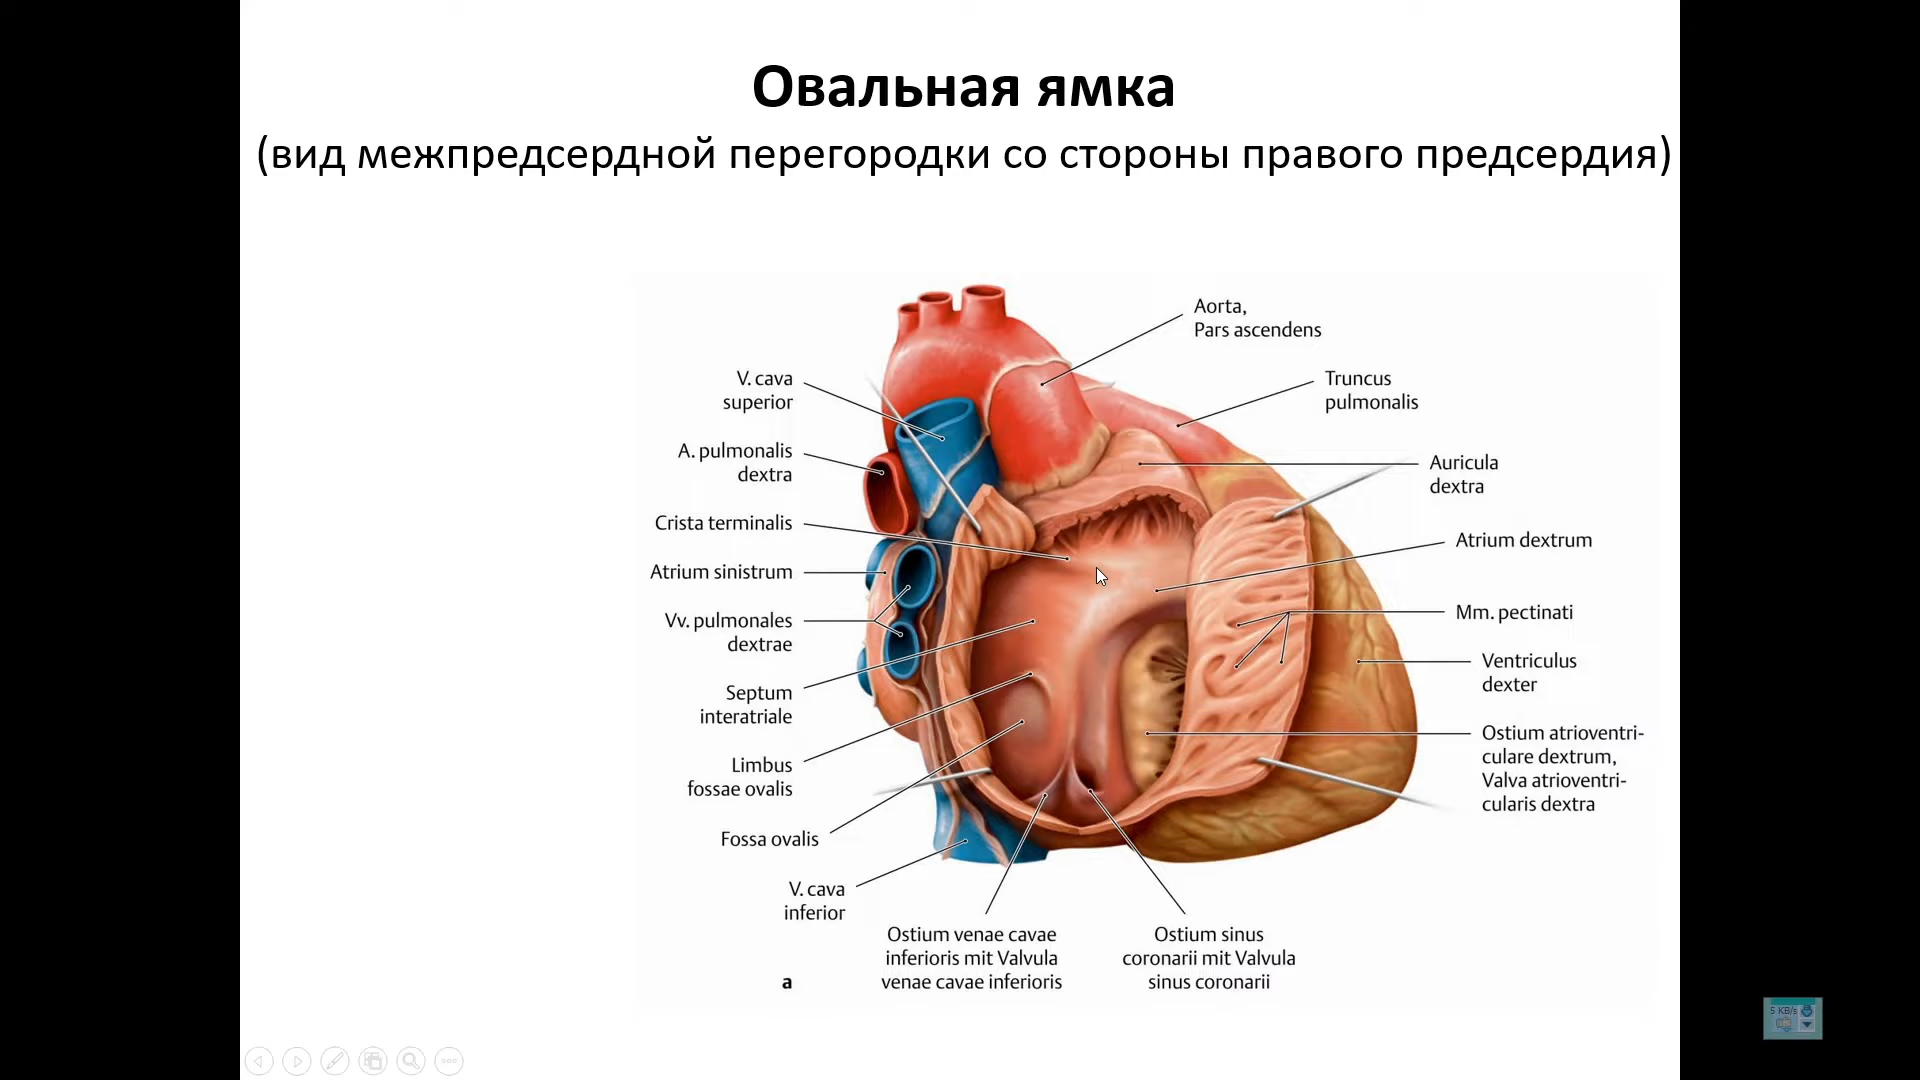 Овальная ямка
(вид межпредсердной перегородки со стороны правого предсердия)
Aorta,
Pars ascendens
Truncus
pulmonalis
Auricula
dextra
Atrium dextrum
Mm. pectinati
Ventriculus
dexter
Ostium atrioventri-
culare dextrum,
Valva atrioventri-
cularis dextra
V. cava
superior
A. pulmonalis
dextra
Crista terminalis
Atrium sinistrum
Vv. pulmonales
dextrae
Septum
interatriale
Limbus
fossae ovalis
Fossa ovalis
V. cava
inferior
Ostium venae cavae
inferioris mit Valvula
venae cavae inferioris
Ostium sinus
coronarii mit Valvula
sinus coronarii
a
5 KB/s